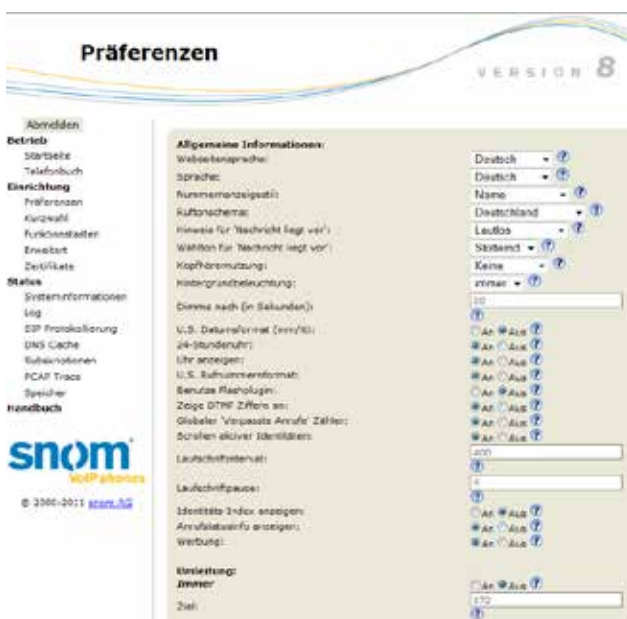 Präferenzen
VERSION 8
Abmelden
Betrieb
Startseite
Telefonbuch
Einrichtung
Präferenzen
Kurzwahl
Funktionstasten
Erweitert
Zertifikate
Status
Systeminformationen
Log
SIP Protokollierung
DNS Cache
Subskriptionen
PCAP Trace
Speicher
Handbuch
snom
VoIP phones
© 2000-2011 snom AG
Allgemeine Informationen:
Webseitensprache: Deutsch
Sprache: Deutsch
Nummernanzeigestil: Name
Ruftonschema: Deutschland
Hinweis für 'Nachricht liegt vor': Lautlos
Wählton für 'Nachricht liegt vor': Stotternd
Kopfhörernutzung: Keine
Hintergrundbeleuchtung: immer
Dimme nach (in Sekunden):
U.S. Datumsformat (mm/tt): An Aus
24-Stundenuhr: An Aus
Uhr anzeigen: An Aus
U.S. Rufnummernformat: An Aus
Benutze Flashplugin: An Aus
Zeige DTMF Ziffern an: An Aus
Globaler 'Verpasste Anrufe' Zähler: An Aus
Scrollen aktiver Identitäten: An Aus
Laufschriftinterval: 400
Laufschriftpause: 4
Identitäts Index anzeigen: An Aus
Anrufstatusinfo anzeigen: An Aus
Werbung: An Aus
Umleitung:
Immer An Aus
Ziel: 172